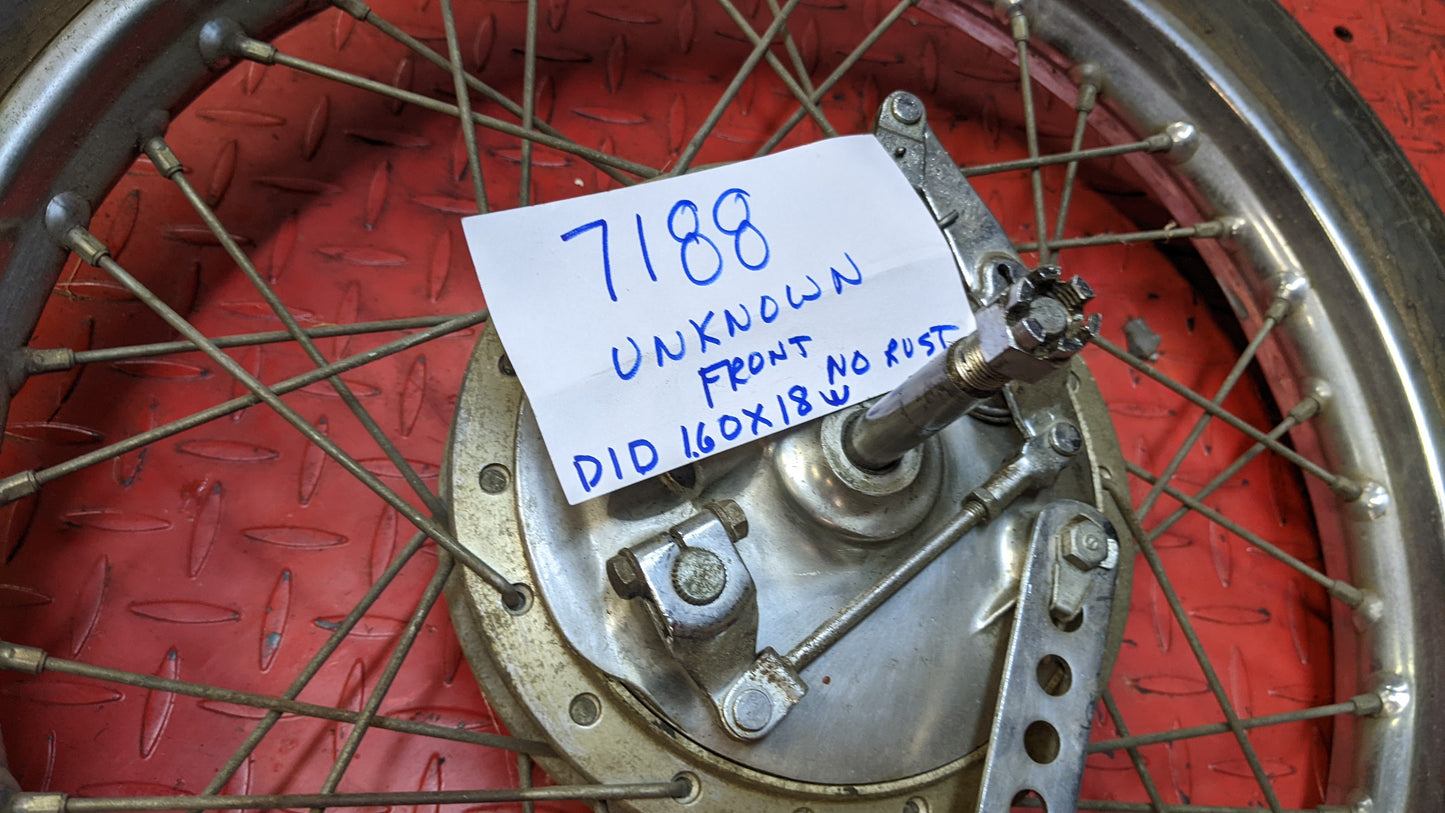 7188
UNKNOWN
FRONT
NO RUST
DID 1.60X18 ↓